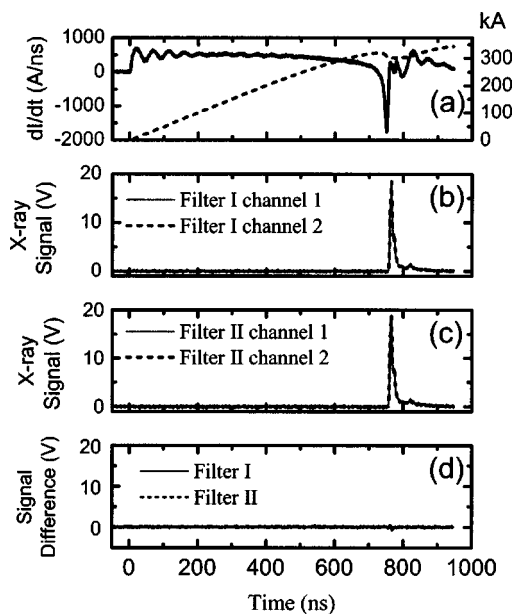 kA
1000
0
-1000
-2000
dI/dt (A/ns)
300
200
100
0
(a)
20
10
0
X-ray
Signal (V)
Filter I channel 1
Filter I channel 2
(b)
20
10
0
X-ray
Signal (V)
Filter II channel 1
Filter II channel 2
(c)
20
10
0
Signal
Difference (V)
Filter I
Filter II
(d)
0 200 400 600 800 1000
Time (ns)